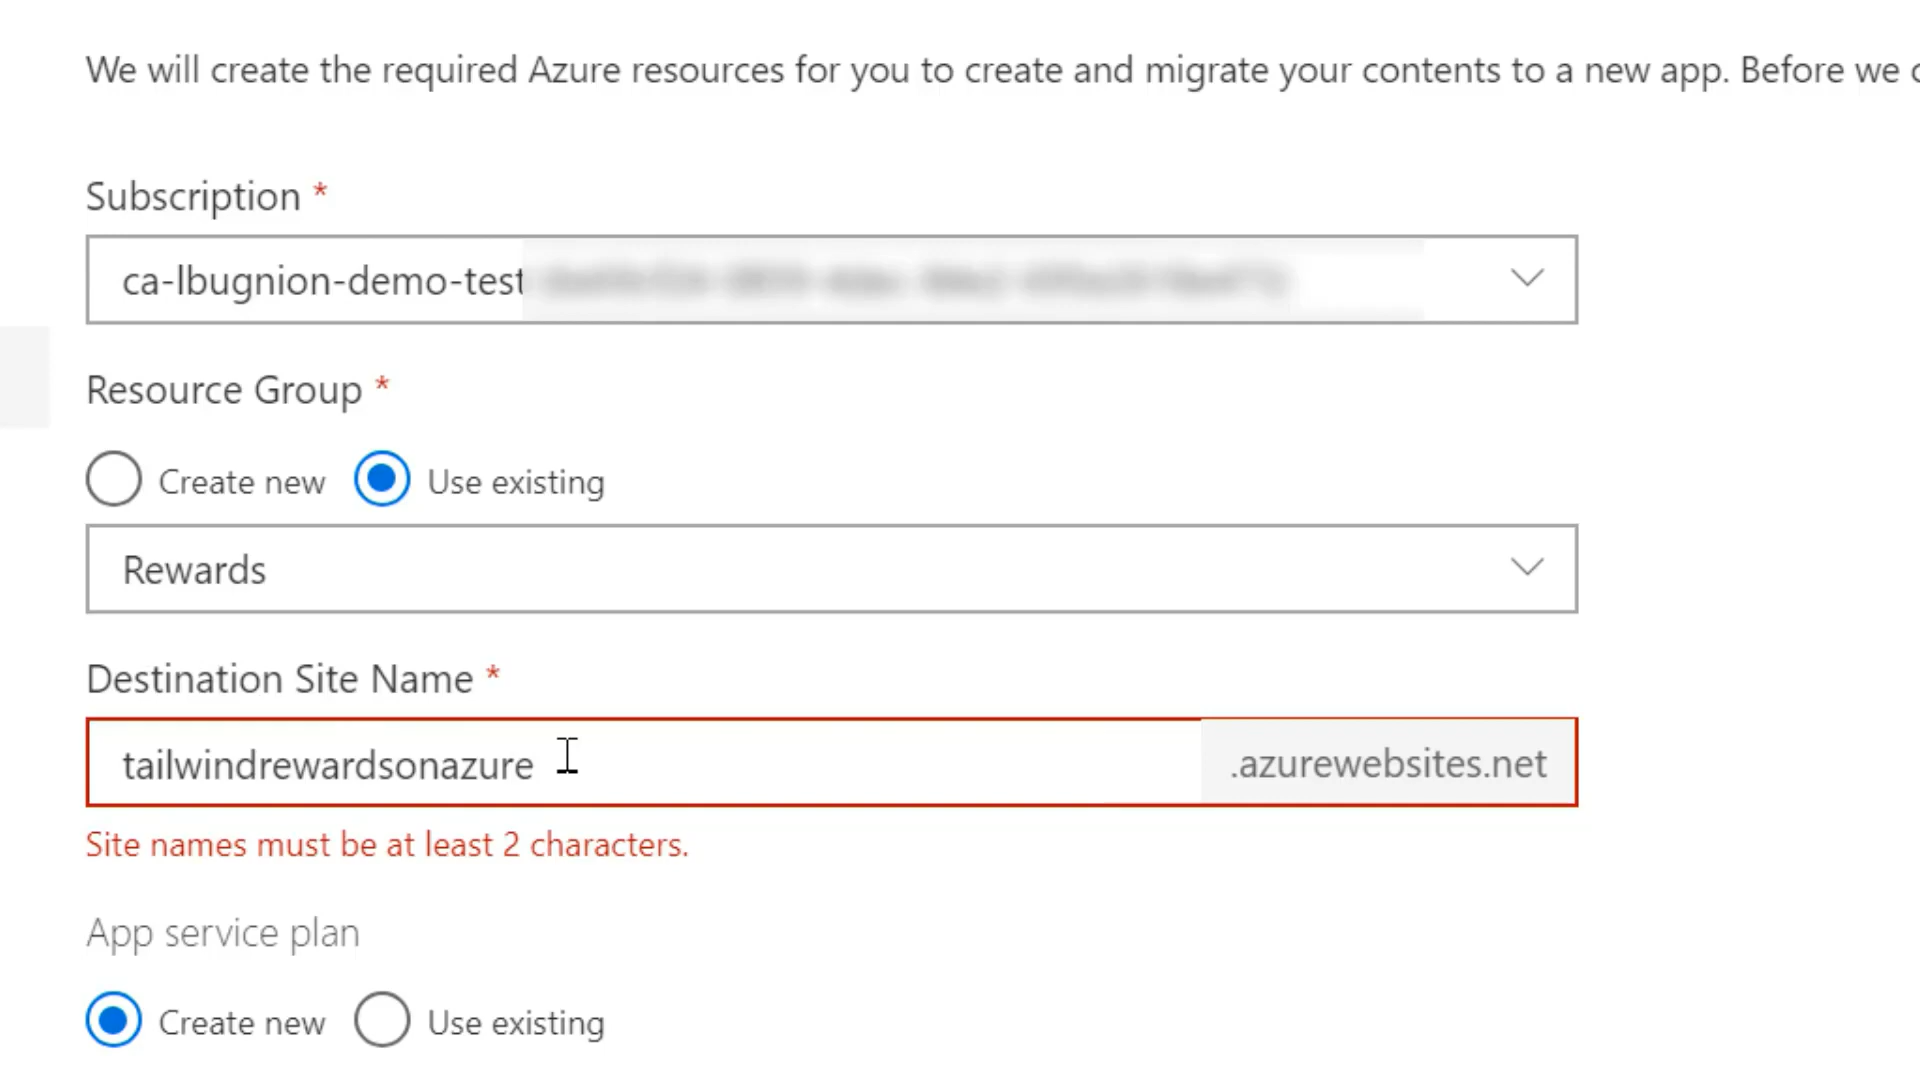 We will create the required Azure resources for you to create and migrate your contents to a new app. Before we
Subscription *
ca-lbugnion-demo-test
Resource Group *
Create new Use existing
Rewards
Destination Site Name *
tailwindrewardsonazure .azurewebsites.net
Site names must be at least 2 characters.
App service plan
Create new Use existing